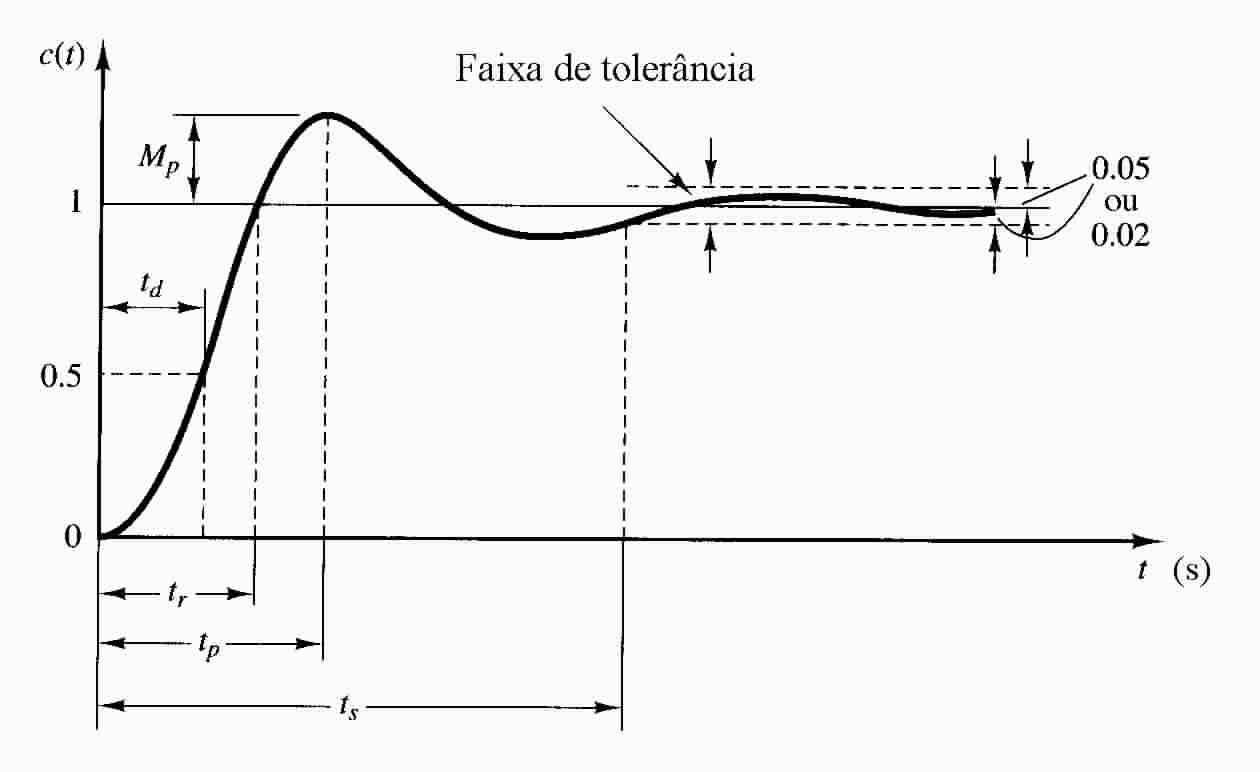 c(t)
Faixa de tolerância
M_p
0.05
1
ou
0.02
t_d
0.5
0
t (s)
t_r
t_p
t_s